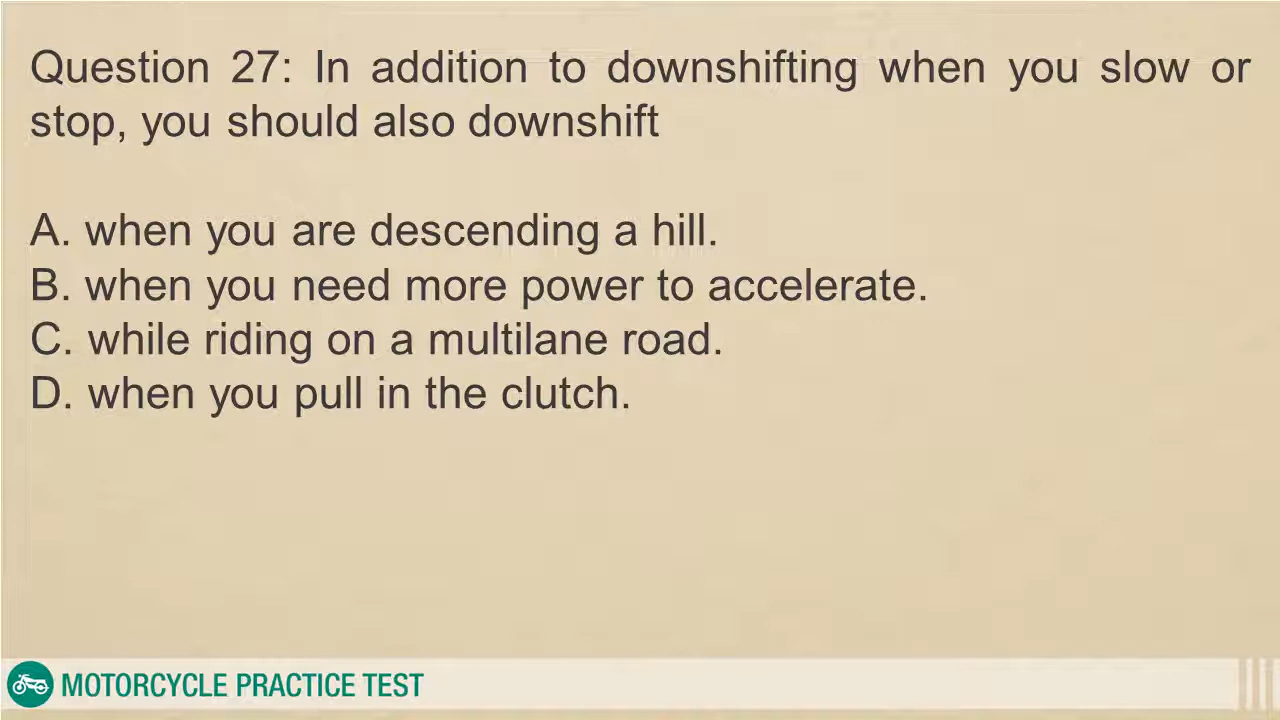 Question 27: In addition to downshifting when you slow or
stop, you should also downshift
A. when you are descending a hill.
B. when you need more power to accelerate.
C. while riding on a multilane road.
D. when you pull in the clutch.
MOTORCYCLE PRACTICE TEST